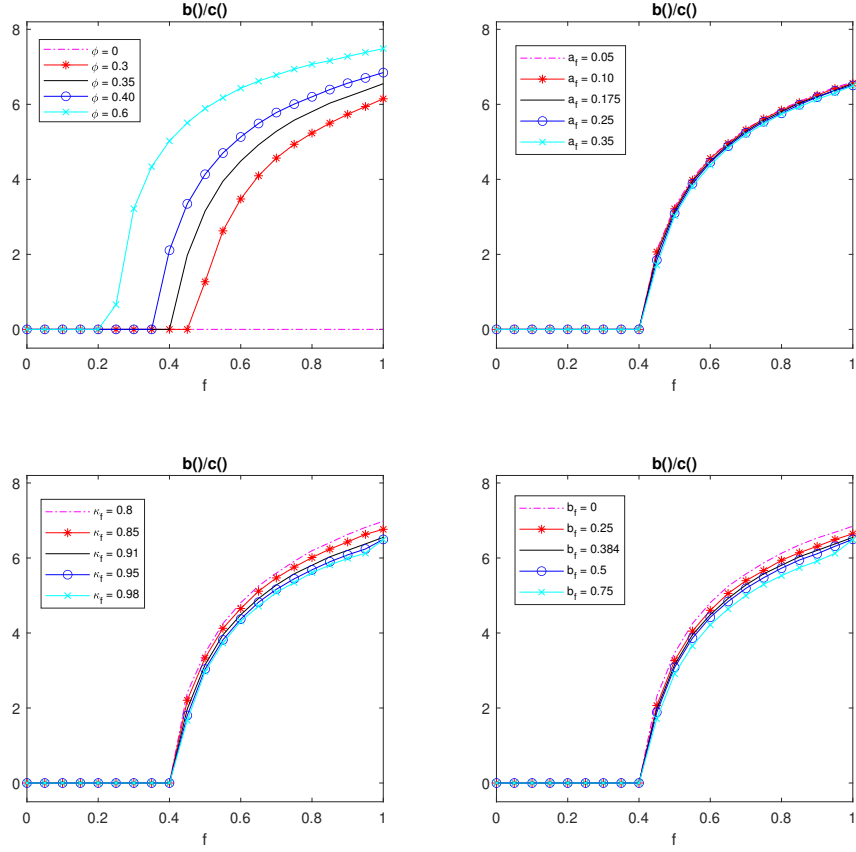 b()/c()
8
6
4
2
0
ϕ = 0
ϕ = 0.3
ϕ = 0.35
ϕ = 0.40
ϕ = 0.6
0 0.2 0.4 0.6 0.8 1
f
b()/c()
8
6
4
2
0
a_f = 0.05
a_f = 0.10
a_f = 0.175
a_f = 0.25
a_f = 0.35
0 0.2 0.4 0.6 0.8 1
f
b()/c()
8
6
4
2
0
κ_f = 0.8
κ_f = 0.85
κ_f = 0.91
κ_f = 0.95
κ_f = 0.98
0 0.2 0.4 0.6 0.8 1
f
b()/c()
8
6
4
2
0
b_f = 0
b_f = 0.25
b_f = 0.384
b_f = 0.5
b_f = 0.75
0 0.2 0.4 0.6 0.8 1
f